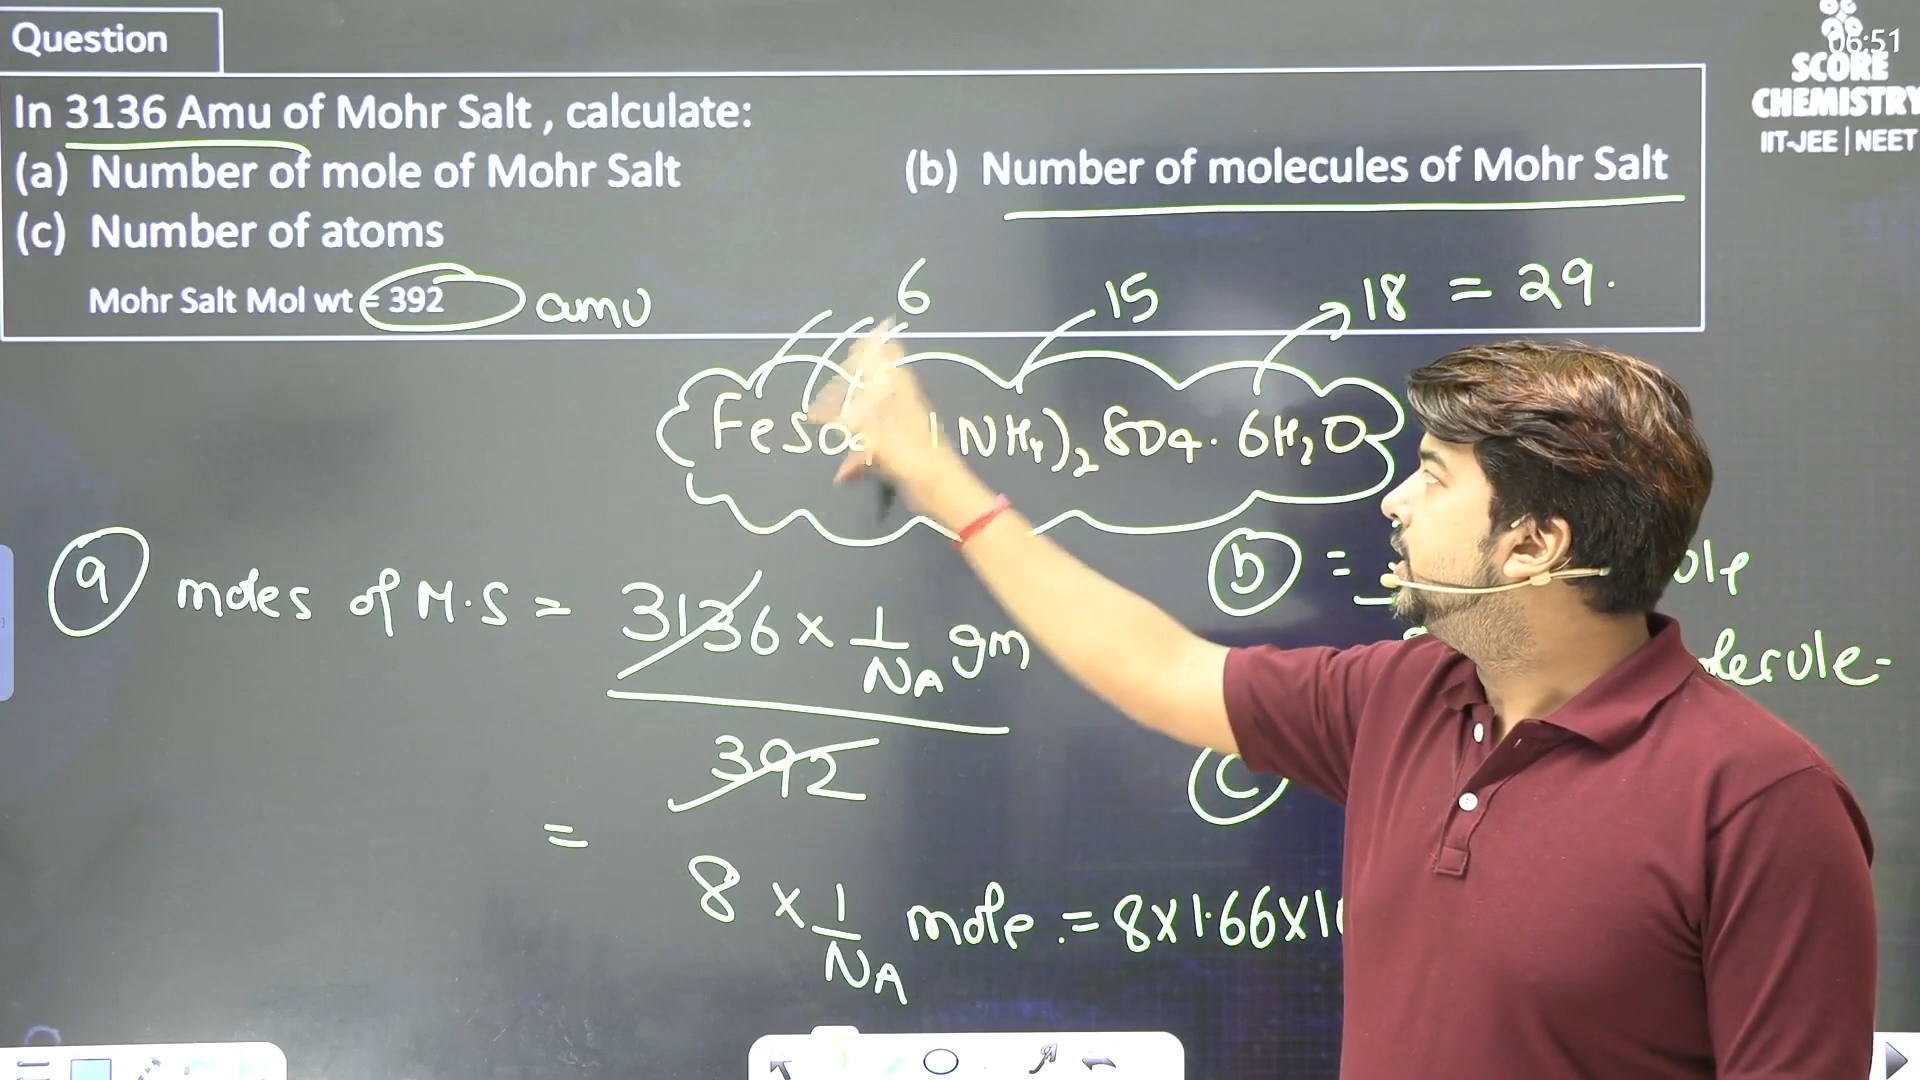 Question
06:51
SCORE
CHEMISTRY
IIT-JEE | NEET
In 3136 Amu of Mohr Salt , calculate:
(a) Number of mole of Mohr Salt
(b) Number of molecules of Mohr Salt
(c) Number of atoms
Mohr Salt Mol wt = 392 amu
6 15 18 = 29.
FeSO4 (NH4)2 SO4. 6H2O
a moles of M.S = 3136 × 1/NA gm
392
= 8 × 1/NA mole. = 8×1.66×10
b =
c